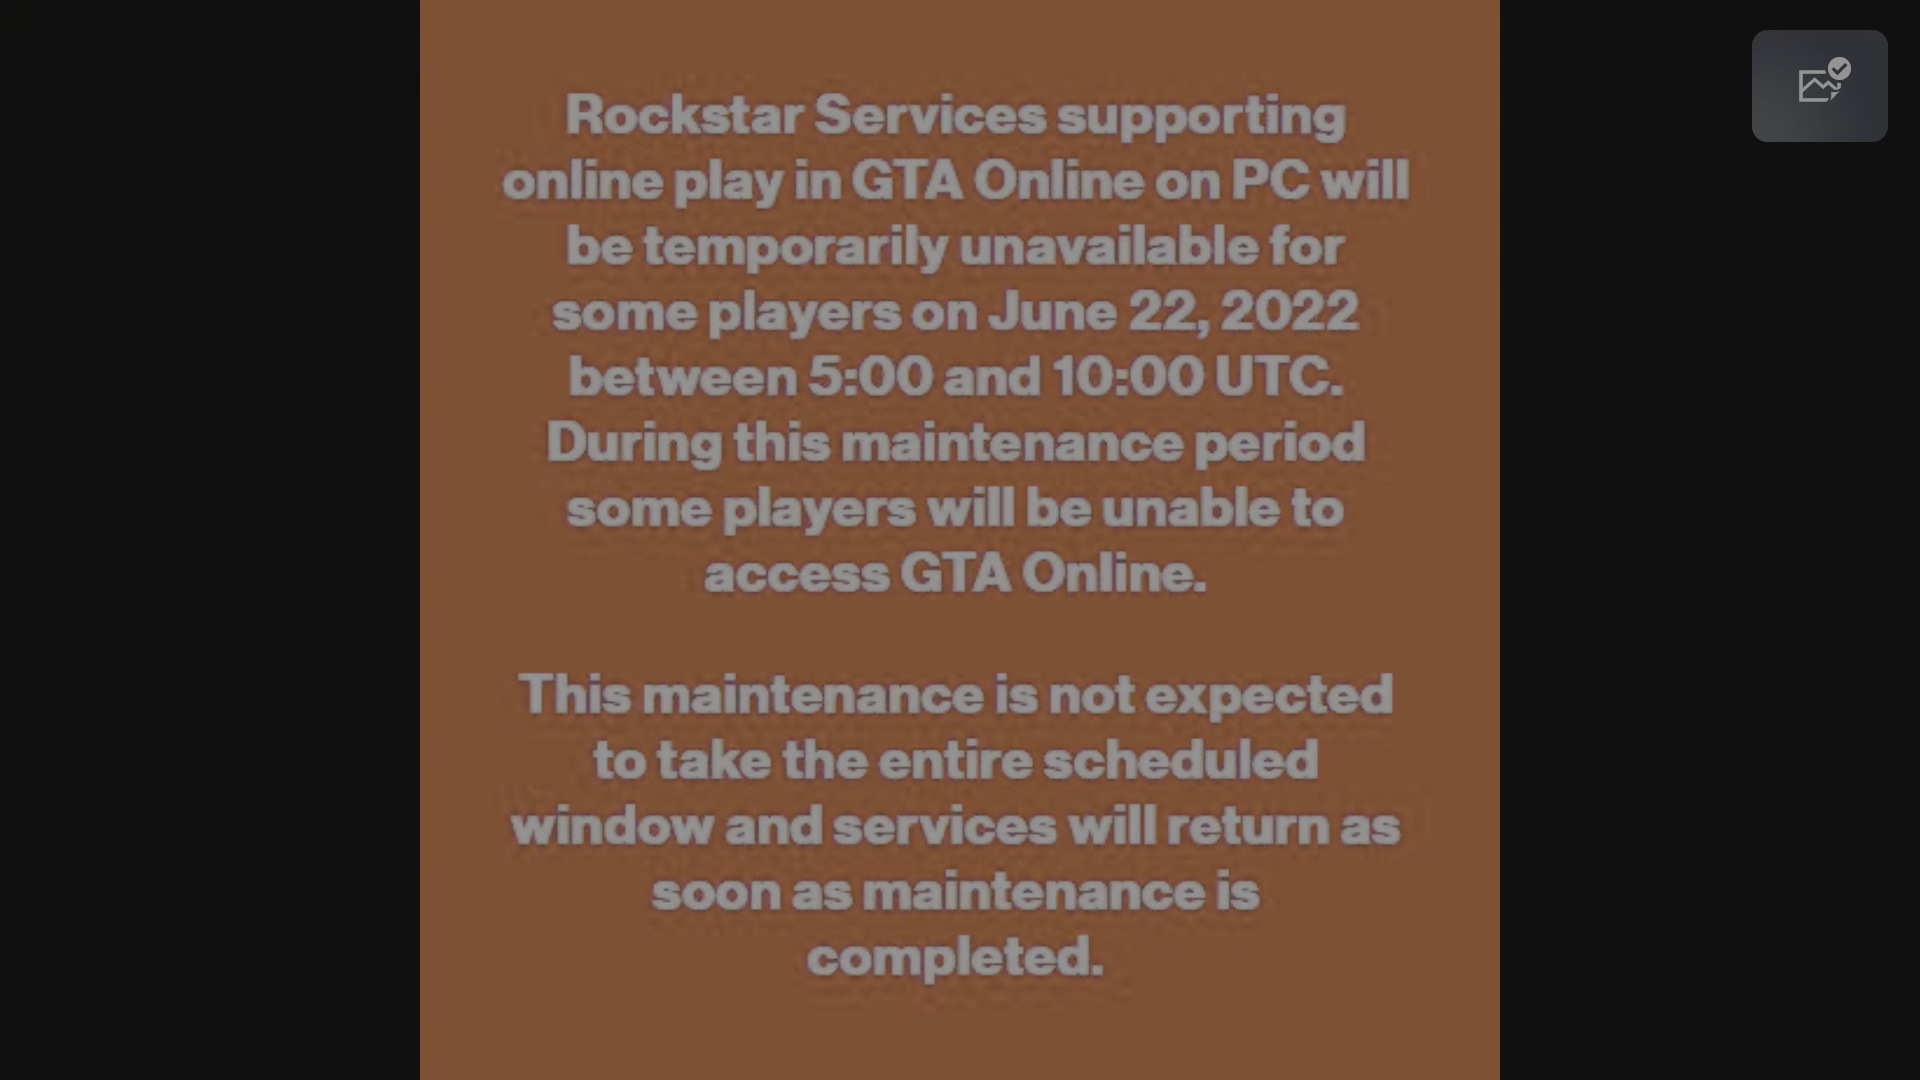 Rockstar Services supporting
online play in GTA Online on PC will
be temporarily unavailable for
some players on June 22, 2022
between 5:00 and 10:00 UTC.
During this maintenance period
some players will be unable to
access GTA Online.
This maintenance is not expected
to take the entire scheduled
window and services will return as
soon as maintenance is
completed.